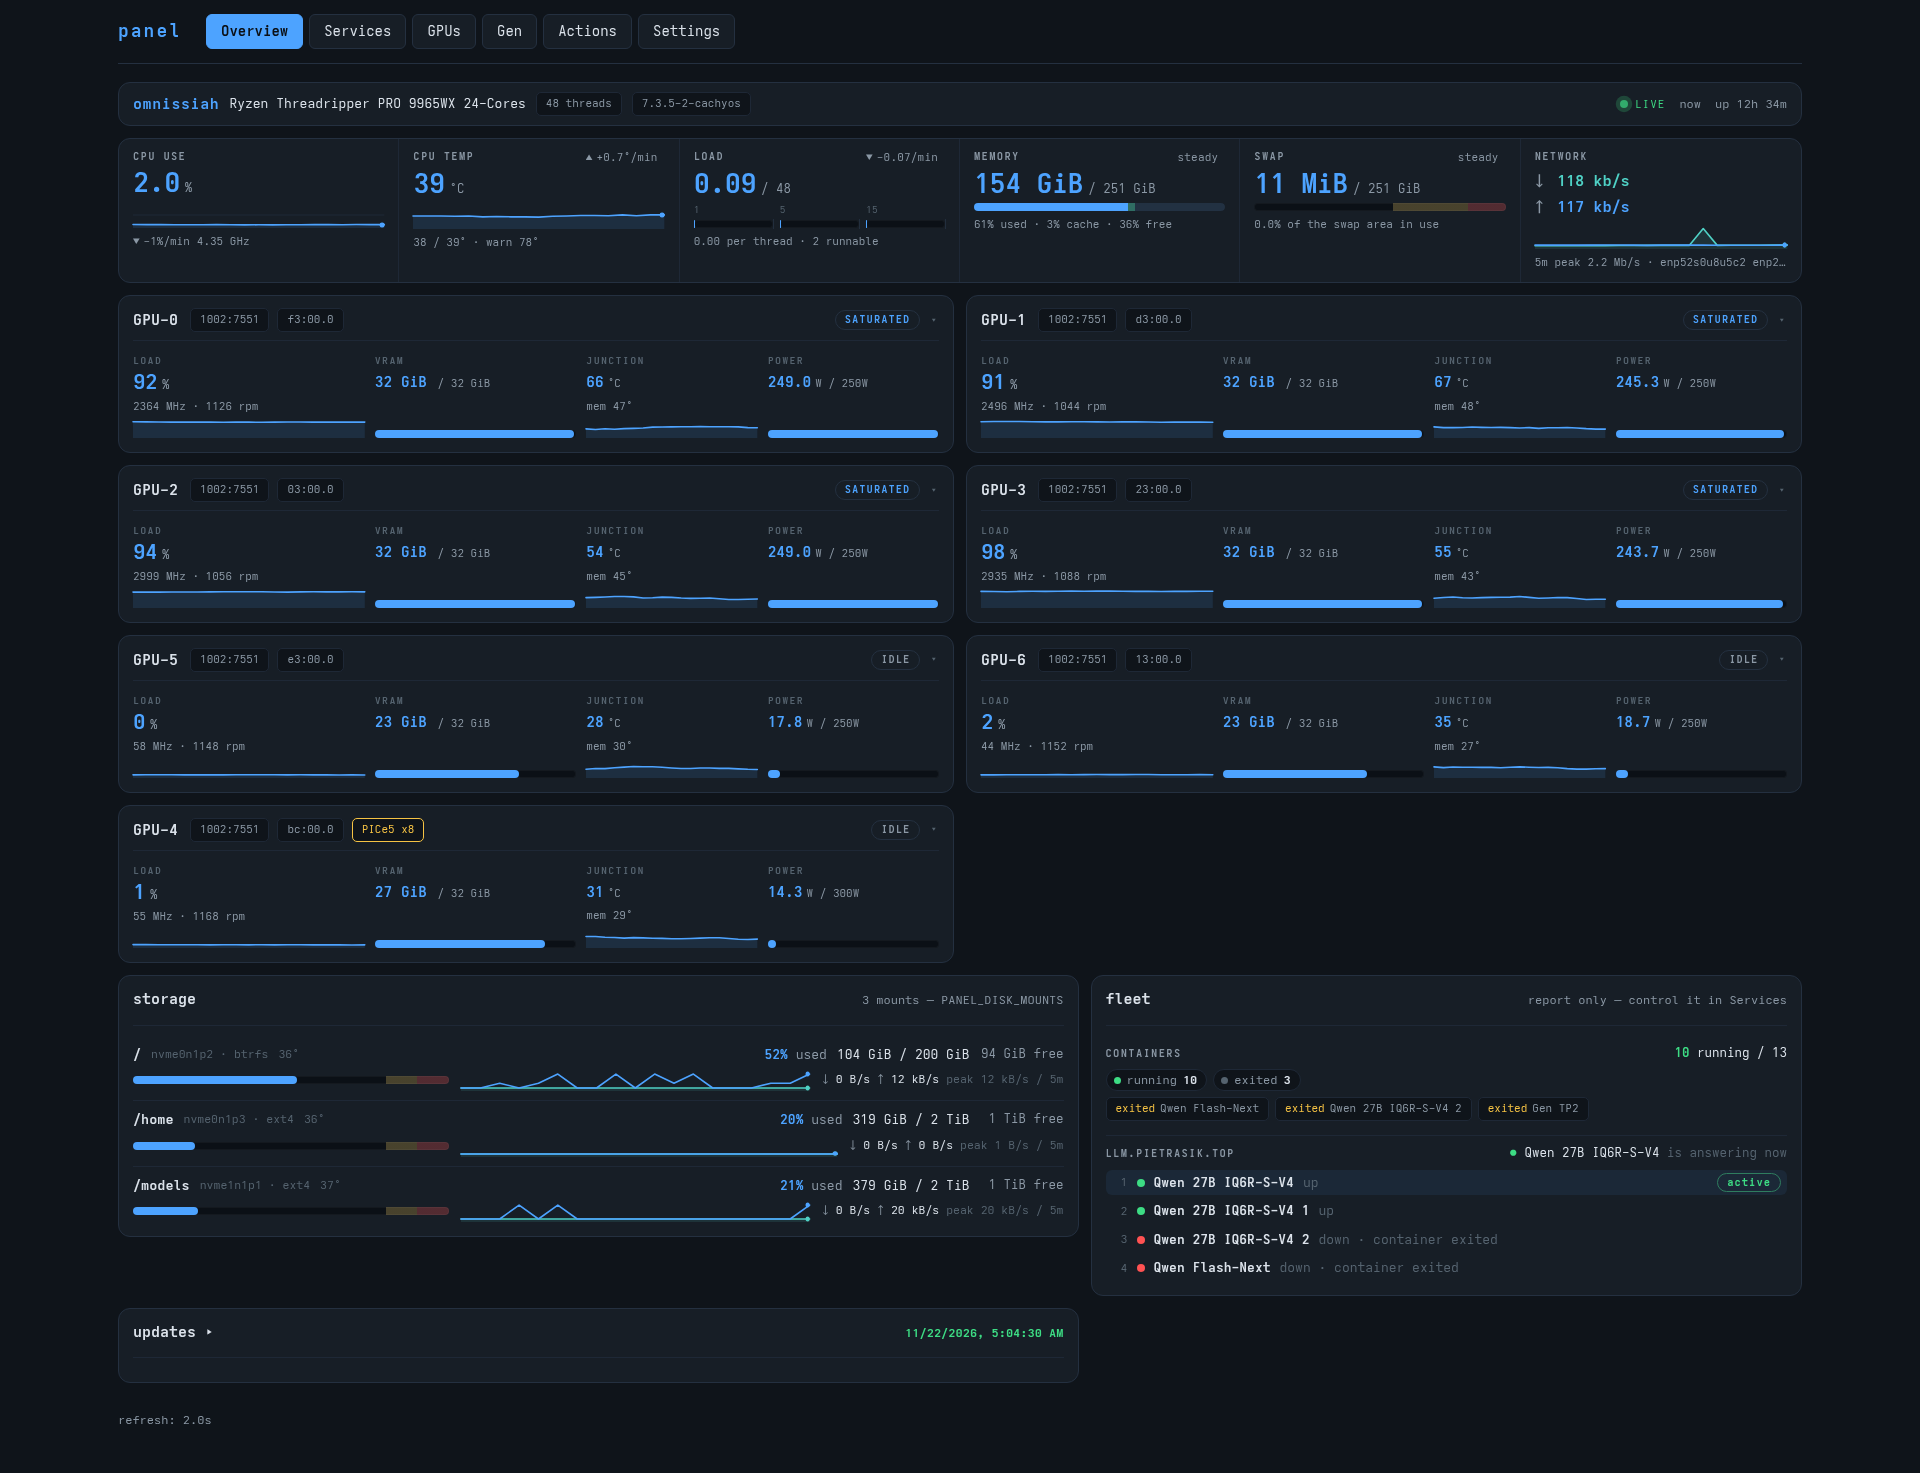 panel Overview Services GPUs Gen Actions Settings
omnissiah Ryzen Threadripper PRO 9965WX 24-Cores 48 threads 7.3.5-2-cachyos LIVE now up 12h 34m
CPU USE
2.0 %
▼ -1%/min 4.35 GHz
CPU TEMP ▲ +0.7°/min
39 °C
38 / 39° · warn 78°
LOAD ▼ -0.07/min
0.09 / 48
1 5 15
0.00 per thread · 2 runnable
MEMORY steady
154 GiB / 251 GiB
61% used · 3% cache · 36% free
SWAP steady
11 MiB / 251 GiB
0.0% of the swap area in use
NETWORK
↓ 118 kb/s
↑ 117 kb/s
5m peak 2.2 Mb/s · enp52s0u8u5c2 enp2…
GPU-0 1002:7551 f3:00.0 SATURATED
LOAD VRAM JUNCTION POWER
92 % 32 GiB / 32 GiB 66 °C 249.0 W / 250W
2364 MHz · 1126 rpm mem 47°
GPU-1 1002:7551 d3:00.0 SATURATED
LOAD VRAM JUNCTION POWER
91 % 32 GiB / 32 GiB 67 °C 245.3 W / 250W
2496 MHz · 1044 rpm mem 48°
GPU-2 1002:7551 03:00.0 SATURATED
LOAD VRAM JUNCTION POWER
94 % 32 GiB / 32 GiB 54 °C 249.0 W / 250W
2999 MHz · 1056 rpm mem 45°
GPU-3 1002:7551 23:00.0 SATURATED
LOAD VRAM JUNCTION POWER
98 % 32 GiB / 32 GiB 55 °C 243.7 W / 250W
2935 MHz · 1088 rpm mem 43°
GPU-5 1002:7551 e3:00.0 IDLE
LOAD VRAM JUNCTION POWER
0 % 23 GiB / 32 GiB 28 °C 17.8 W / 250W
58 MHz · 1148 rpm mem 30°
GPU-6 1002:7551 13:00.0 IDLE
LOAD VRAM JUNCTION POWER
2 % 23 GiB / 32 GiB 35 °C 18.7 W / 250W
44 MHz · 1152 rpm mem 27°
GPU-4 1002:7551 bc:00.0 PICe5 x8 IDLE
LOAD VRAM JUNCTION POWER
1 % 27 GiB / 32 GiB 31 °C 14.3 W / 300W
55 MHz · 1168 rpm mem 29°
storage 3 mounts — PANEL_DISK_MOUNTS
/ nvme0n1p2 · btrfs 36° 52% used 104 GiB / 200 GiB 94 GiB free
↓ 0 B/s ↑ 12 kB/s peak 12 kB/s / 5m
/home nvme0n1p3 · ext4 36° 20% used 319 GiB / 2 TiB 1 TiB free
↓ 0 B/s ↑ 0 B/s peak 1 B/s / 5m
/models nvme1n1p1 · ext4 37° 21% used 379 GiB / 2 TiB 1 TiB free
↓ 0 B/s ↑ 20 kB/s peak 20 kB/s / 5m
fleet report only — control it in Services
CONTAINERS 10 running / 13
running 10 exited 3
exited Qwen Flash-Next exited Qwen 27B IQ6R-S-V4 2 exited Gen TP2
LLM.PIETRASIK.TOP Qwen 27B IQ6R-S-V4 is answering now
1 Qwen 27B IQ6R-S-V4 up active
2 Qwen 27B IQ6R-S-V4 1 up
3 Qwen 27B IQ6R-S-V4 2 down · container exited
4 Qwen Flash-Next down · container exited
updates ▸ 11/22/2026, 5:04:30 AM
refresh: 2.0s